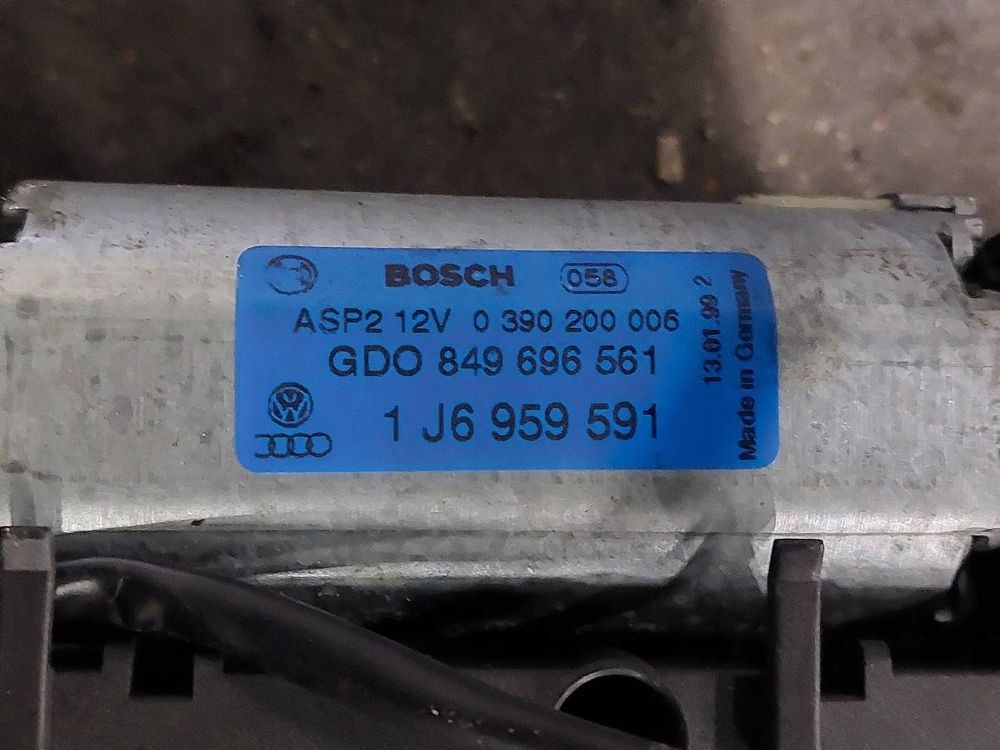 BOSCH 058
ASP2 12V 0 390 200 006
GDO 849 696 561
1 J6 959 591
13.01.99 2
Made in Germany